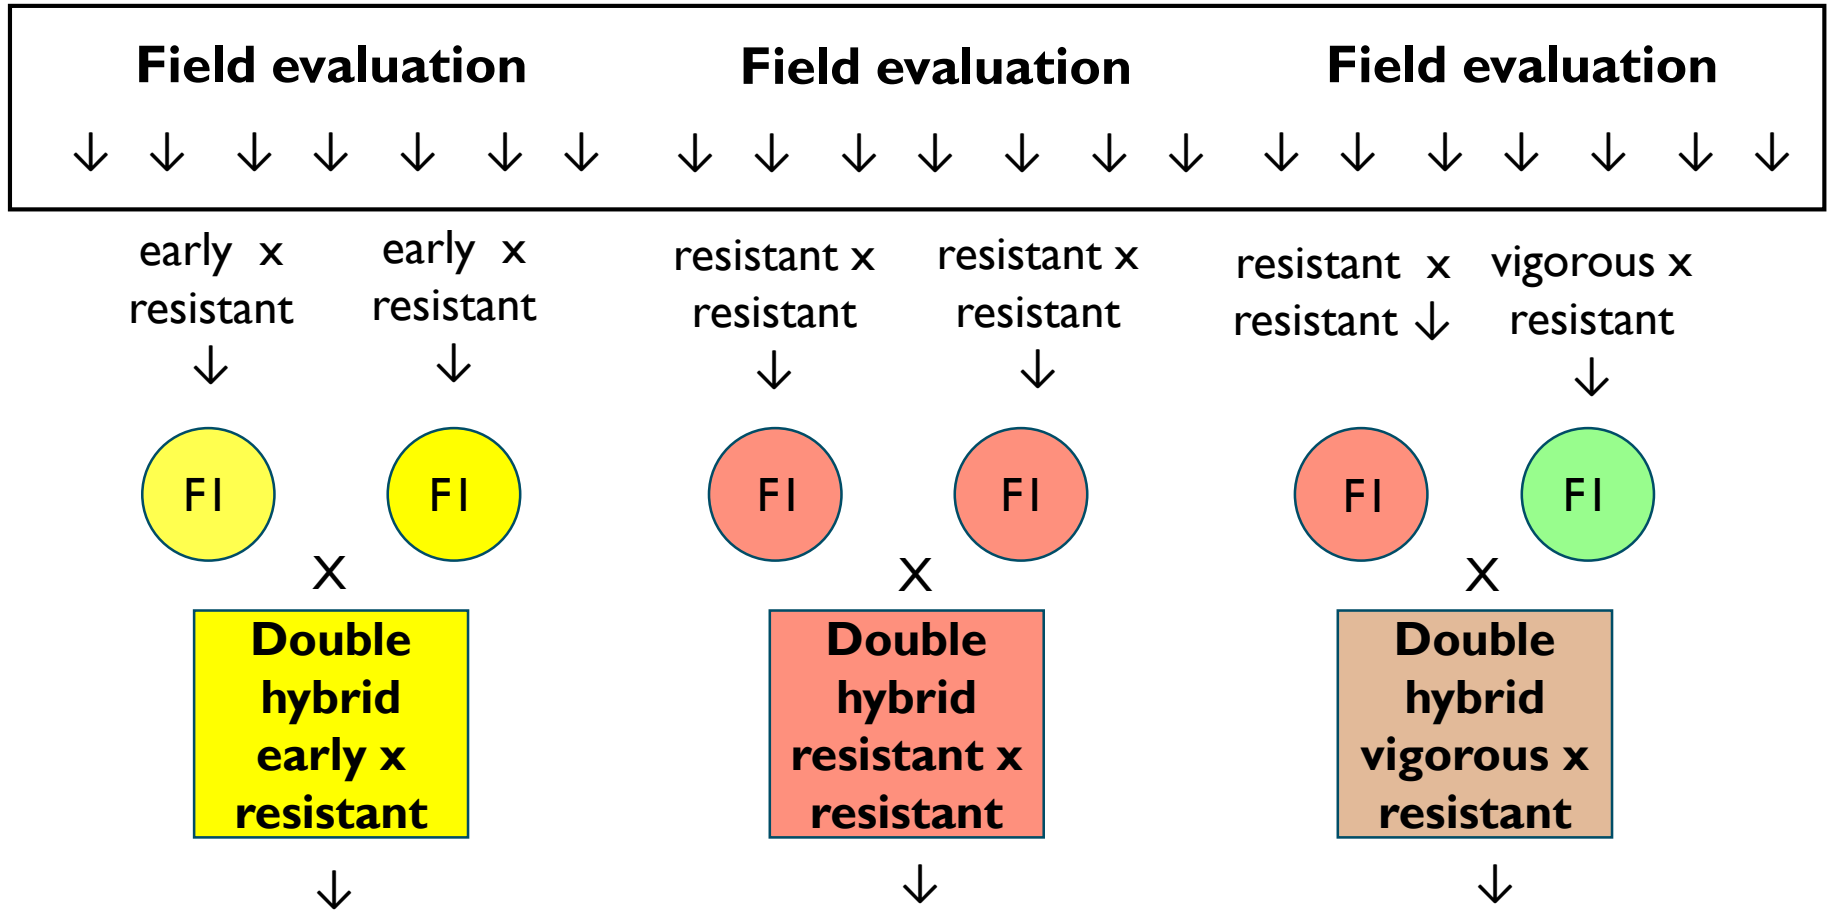 Field evaluation
Field evaluation
Field evaluation
early x
resistant
early x
resistant
resistant x
resistant
resistant x
resistant
resistant x
resistant
vigorous x
resistant
F1
F1
F1
F1
F1
F1
X
X
X
Double
hybrid
early x
resistant
Double
hybrid
resistant x
resistant
Double
hybrid
vigorous x
resistant